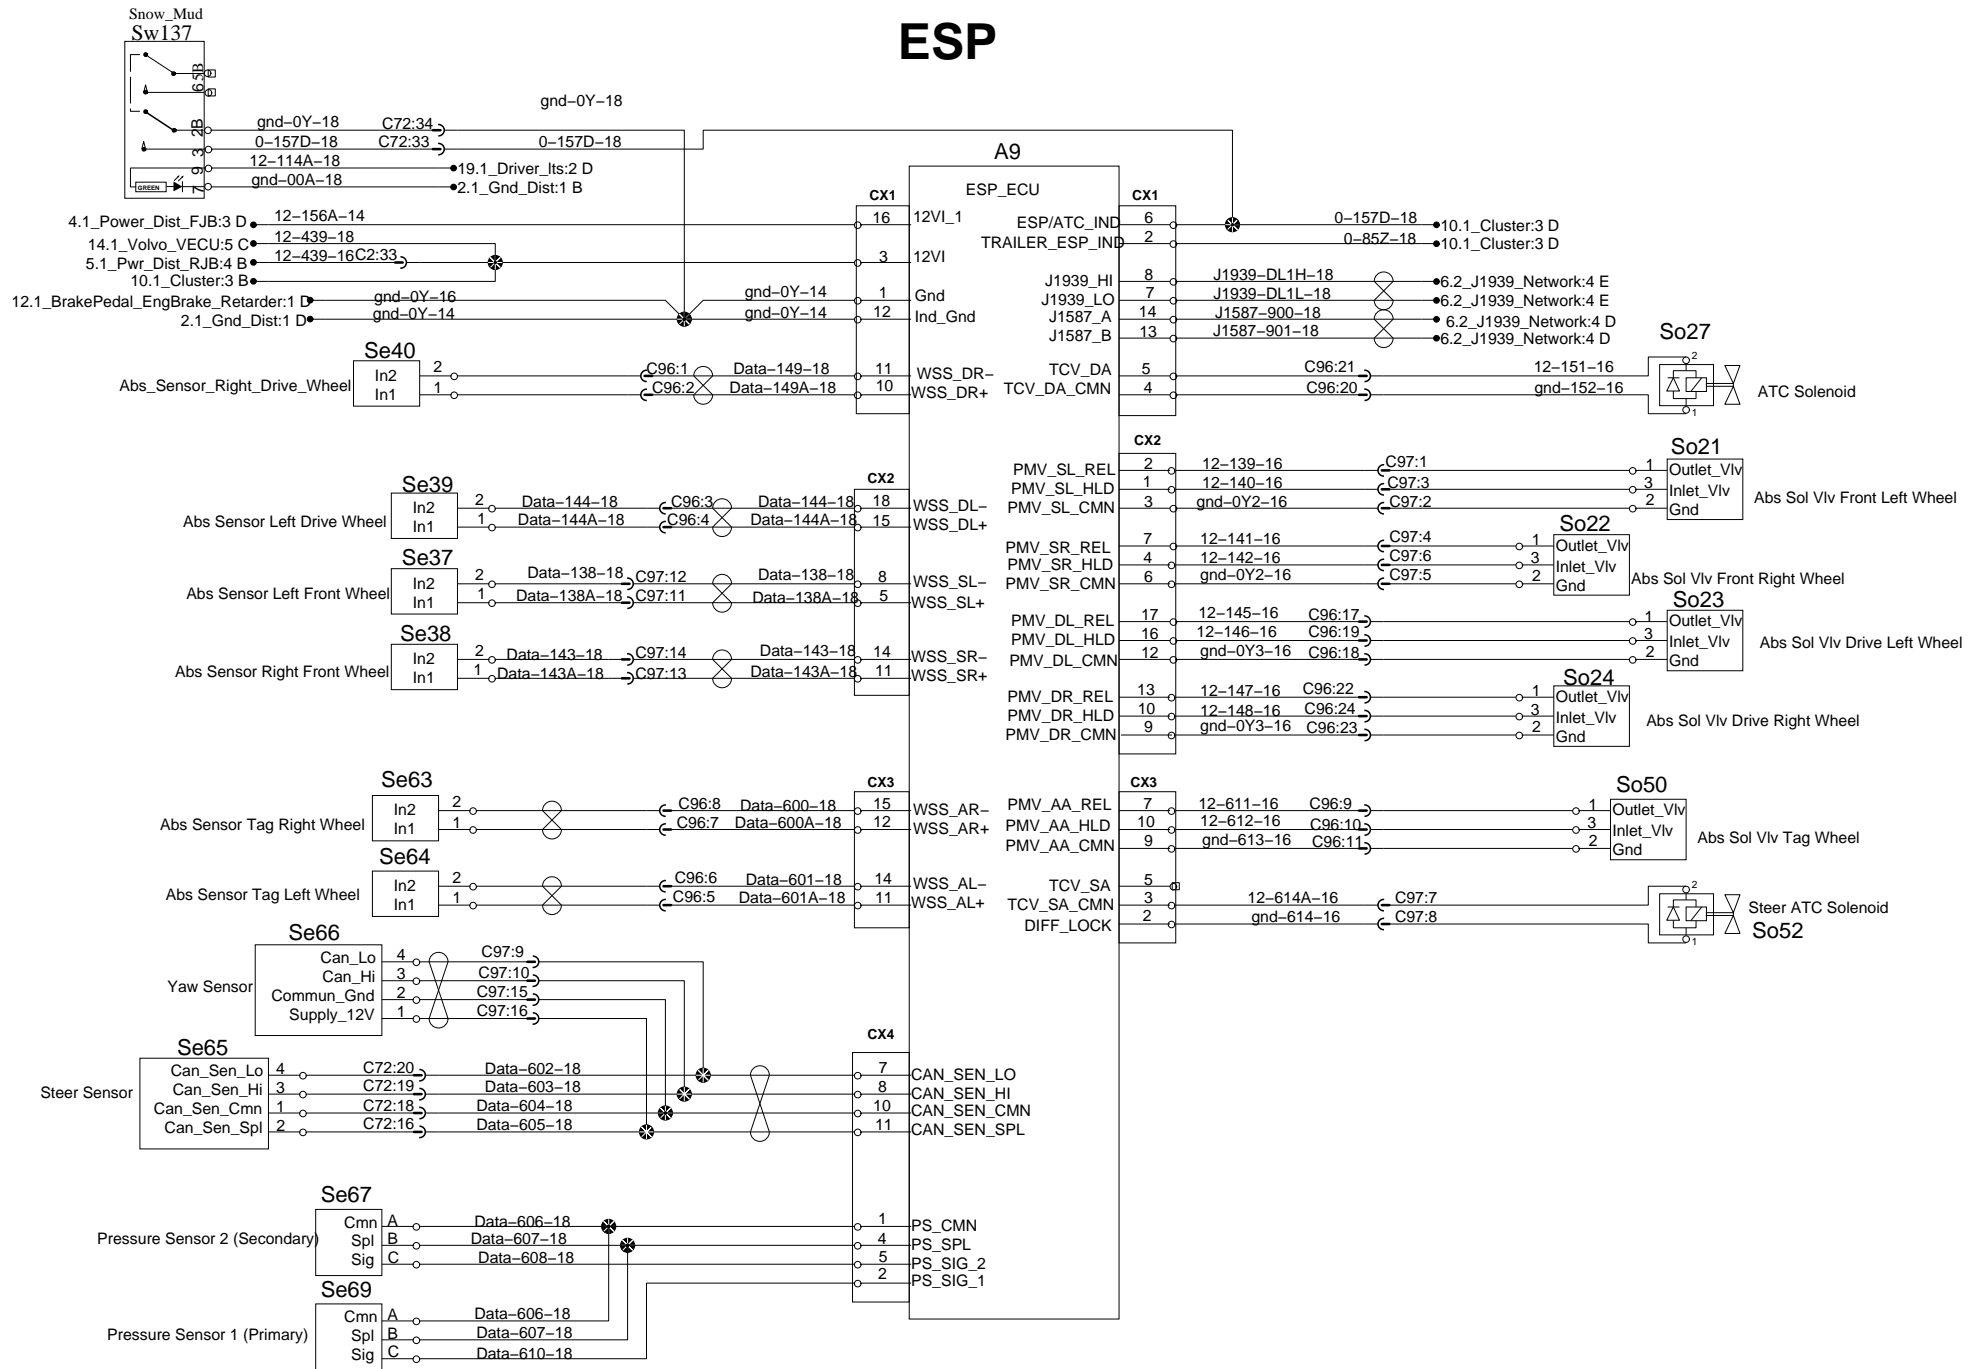 ESP
Snow_Mud
Sw137
5B
6
2B
3
9
7
GREEN
gnd-0Y-18
gnd-0Y-18 C72:34
0-157D-18 C72:33 0-157D-18
12-114A-18 19.1_Driver_lts:2 D
gnd-00A-18 2.1_Gnd_Dist:1 B
A9
ESP_ECU
CX1
4.1_Power_Dist_FJB:3 D 12-156A-14 16 12VI_1
14.1_Volvo_VECU:5 C 12-439-18
5.1_Pwr_Dist_RJB:4 B 12-439-16 C2:33 3 12VI
10.1_Cluster:3 B
12.1_BrakePedal_EngBrake_Retarder:1 D gnd-0Y-16 gnd-0Y-14 1 Gnd
2.1_Gnd_Dist:1 D gnd-0Y-14 gnd-0Y-14 12 Ind_Gnd
Se40
Abs_Sensor_Right_Drive_Wheel
In2 2 C96:1 Data-149-18 11 WSS_DR-
In1 1 C96:2 Data-149A-18 10 WSS_DR+
CX1
ESP/ATC_IND 6 0-157D-18 10.1_Cluster:3 D
TRAILER_ESP_IND 2 0-85Z-18 10.1_Cluster:3 D
J1939_HI 8 J1939-DL1H-18 6.2_J1939_Network:4 E
J1939_LO 7 J1939-DL1L-18 6.2_J1939_Network:4 E
J1587_A 14 J1587-900-18 6.2_J1939_Network:4 D
J1587_B 13 J1587-901-18 6.2_J1939_Network:4 D
So27
TCV_DA 5 C96:21 12-151-16 2
TCV_DA_CMN 4 C96:20 gnd-152-16 1
ATC Solenoid
CX2
Se39
Abs Sensor Left Drive Wheel
In2 2 Data-144-18 C96:3 Data-144-18 18 WSS_DL-
In1 1 Data-144A-18 C96:4 Data-144A-18 15 WSS_DL+
Se37
Abs Sensor Left Front Wheel
In2 2 Data-138-18 C97:12 Data-138-18 8 WSS_SL-
In1 1 Data-138A-18 C97:11 Data-138A-18 5 WSS_SL+
Se38
Abs Sensor Right Front Wheel
In2 2 Data-143-18 C97:14 Data-143-18 14 WSS_SR-
In1 1 Data-143A-18 C97:13 Data-143A-18 11 WSS_SR+
CX2
So21
PMV_SL_REL 2 12-139-16 C97:1 1 Outlet_Vlv
PMV_SL_HLD 1 12-140-16 C97:3 3 Inlet_Vlv
PMV_SL_CMN 3 gnd-0Y2-16 C97:2 2 Gnd
Abs Sol Vlv Front Left Wheel
So22
PMV_SR_REL 7 12-141-16 C97:4 1 Outlet_Vlv
PMV_SR_HLD 4 12-142-16 C97:6 3 Inlet_Vlv
PMV_SR_CMN 6 gnd-0Y2-16 C97:5 2 Gnd
Abs Sol Vlv Front Right Wheel
So23
PMV_DL_REL 17 12-145-16 C96:17 1 Outlet_Vlv
PMV_DL_HLD 16 12-146-16 C96:19 3 Inlet_Vlv
PMV_DL_CMN 12 gnd-0Y3-16 C96:18 2 Gnd
Abs Sol Vlv Drive Left Wheel
So24
PMV_DR_REL 13 12-147-16 C96:22 1 Outlet_Vlv
PMV_DR_HLD 10 12-148-16 C96:24 3 Inlet_Vlv
PMV_DR_CMN 9 gnd-0Y3-16 C96:23 2 Gnd
Abs Sol Vlv Drive Right Wheel
CX3
Se63
Abs Sensor Tag Right Wheel
In2 2 C96:8 Data-600-18 15 WSS_AR-
In1 1 C96:7 Data-600A-18 12 WSS_AR+
Se64
Abs Sensor Tag Left Wheel
In2 2 C96:6 Data-601-18 14 WSS_AL-
In1 1 C96:5 Data-601A-18 11 WSS_AL+
CX3
So50
PMV_AA_REL 7 12-611-16 C96:9 1 Outlet_Vlv
PMV_AA_HLD 10 12-612-16 C96:10 3 Inlet_Vlv
PMV_AA_CMN 9 gnd-613-16 C96:11 2 Gnd
Abs Sol Vlv Tag Wheel
TCV_SA 5
TCV_SA_CMN 3 12-614A-16 C97:7 2
DIFF_LOCK 2 gnd-614-16 C97:8 1
Steer ATC Solenoid
So52
Se66
Yaw Sensor
Can_Lo 4 C97:9
Can_Hi 3 C97:10
Commun_Gnd 2 C97:15
Supply_12V 1 C97:16
CX4
Se65
Steer Sensor
Can_Sen_Lo 4 C72:20 Data-602-18 7 CAN_SEN_LO
Can_Sen_Hi 3 C72:19 Data-603-18 8 CAN_SEN_HI
Can_Sen_Cmn 1 C72:18 Data-604-18 10 CAN_SEN_CMN
Can_Sen_Spl 2 C72:16 Data-605-18 11 CAN_SEN_SPL
Se67
Pressure Sensor 2 (Secondary)
Cmn A Data-606-18 1 PS_CMN
Spl B Data-607-18 4 PS_SPL
Sig C Data-608-18 5 PS_SIG_2
2 PS_SIG_1
Se69
Pressure Sensor 1 (Primary)
Cmn A Data-606-18
Spl B Data-607-18
Sig C Data-610-18